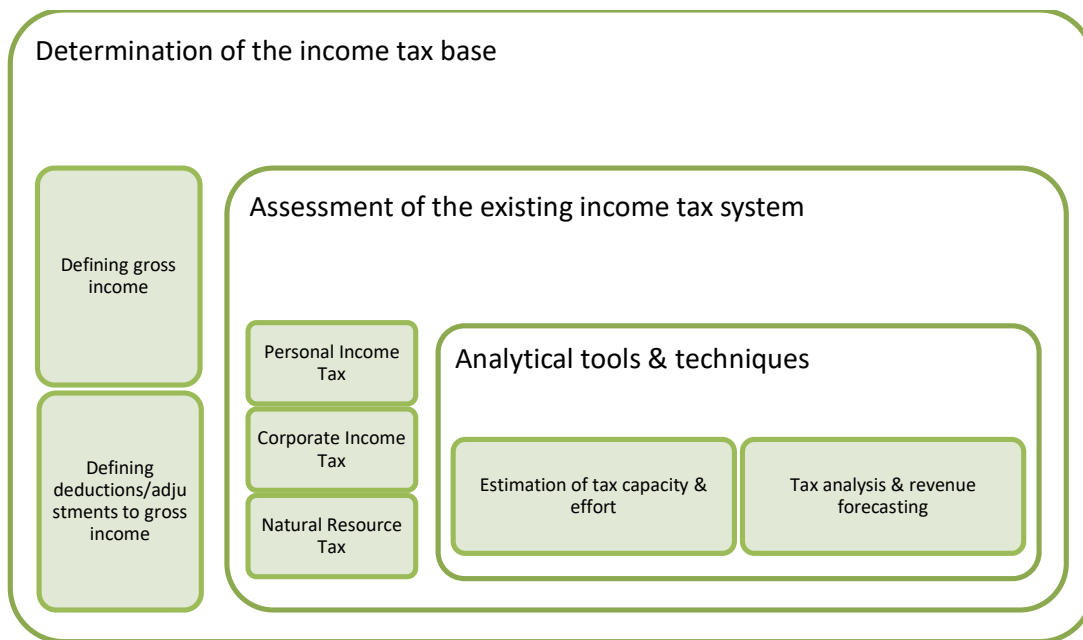 Determination of the income tax base
Defining gross
income
Defining
deductions/adju
stments to gross
income
Assessment of the existing income tax system
Personal Income
Tax
Corporate Income
Tax
Natural Resource
Tax
Analytical tools & techniques
Estimation of tax capacity &
effort
Tax analysis & revenue
forecasting